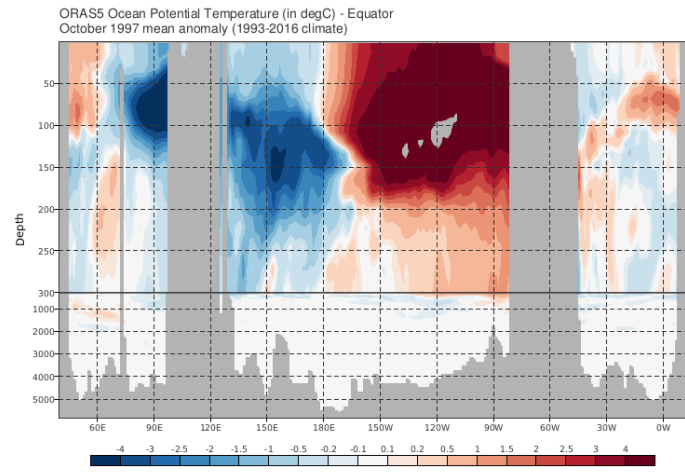 ORAS5 Ocean Potential Temperature (in degC) - Equator
October 1997 mean anomaly (1993-2016 climate)
Depth
50
100
150
200
250
300
1000
2000
3000
4000
5000
60E 90E 120E 150E 180E 150W 120W 90W 60W 30W 0W
-4 -3 -2.5 -2 -1.5 -1 -0.5 -0.2 -0.1 0.1 0.2 0.5 1 1.5 2 2.5 3 4